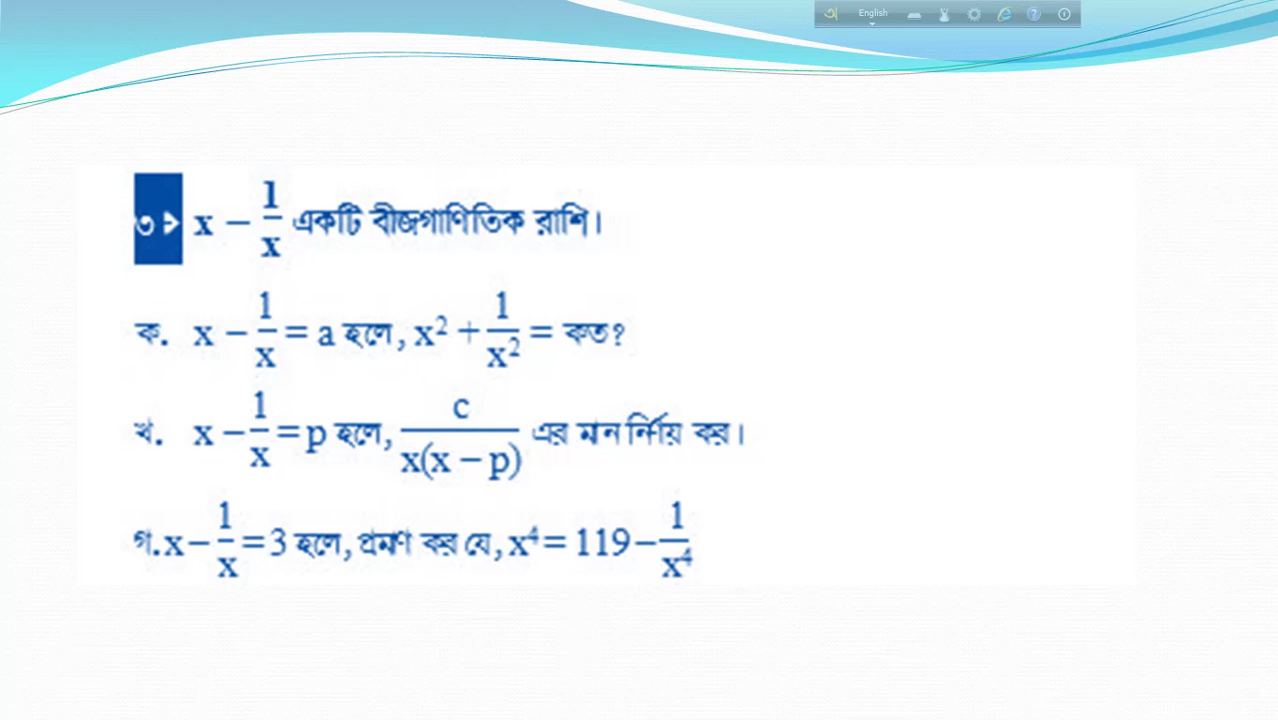 অ English
৩ x − 1/x একটি বীজগাণিতিক রাশি।
ক. x − 1/x = a হলে, x² + 1/x² = কত?
খ. x − 1/x = p হলে, c/x(x − p) এর মান নির্ণয় কর।
গ. x − 1/x = 3 হলে, প্রমাণ কর যে, x⁴ = 119 − 1/x⁴